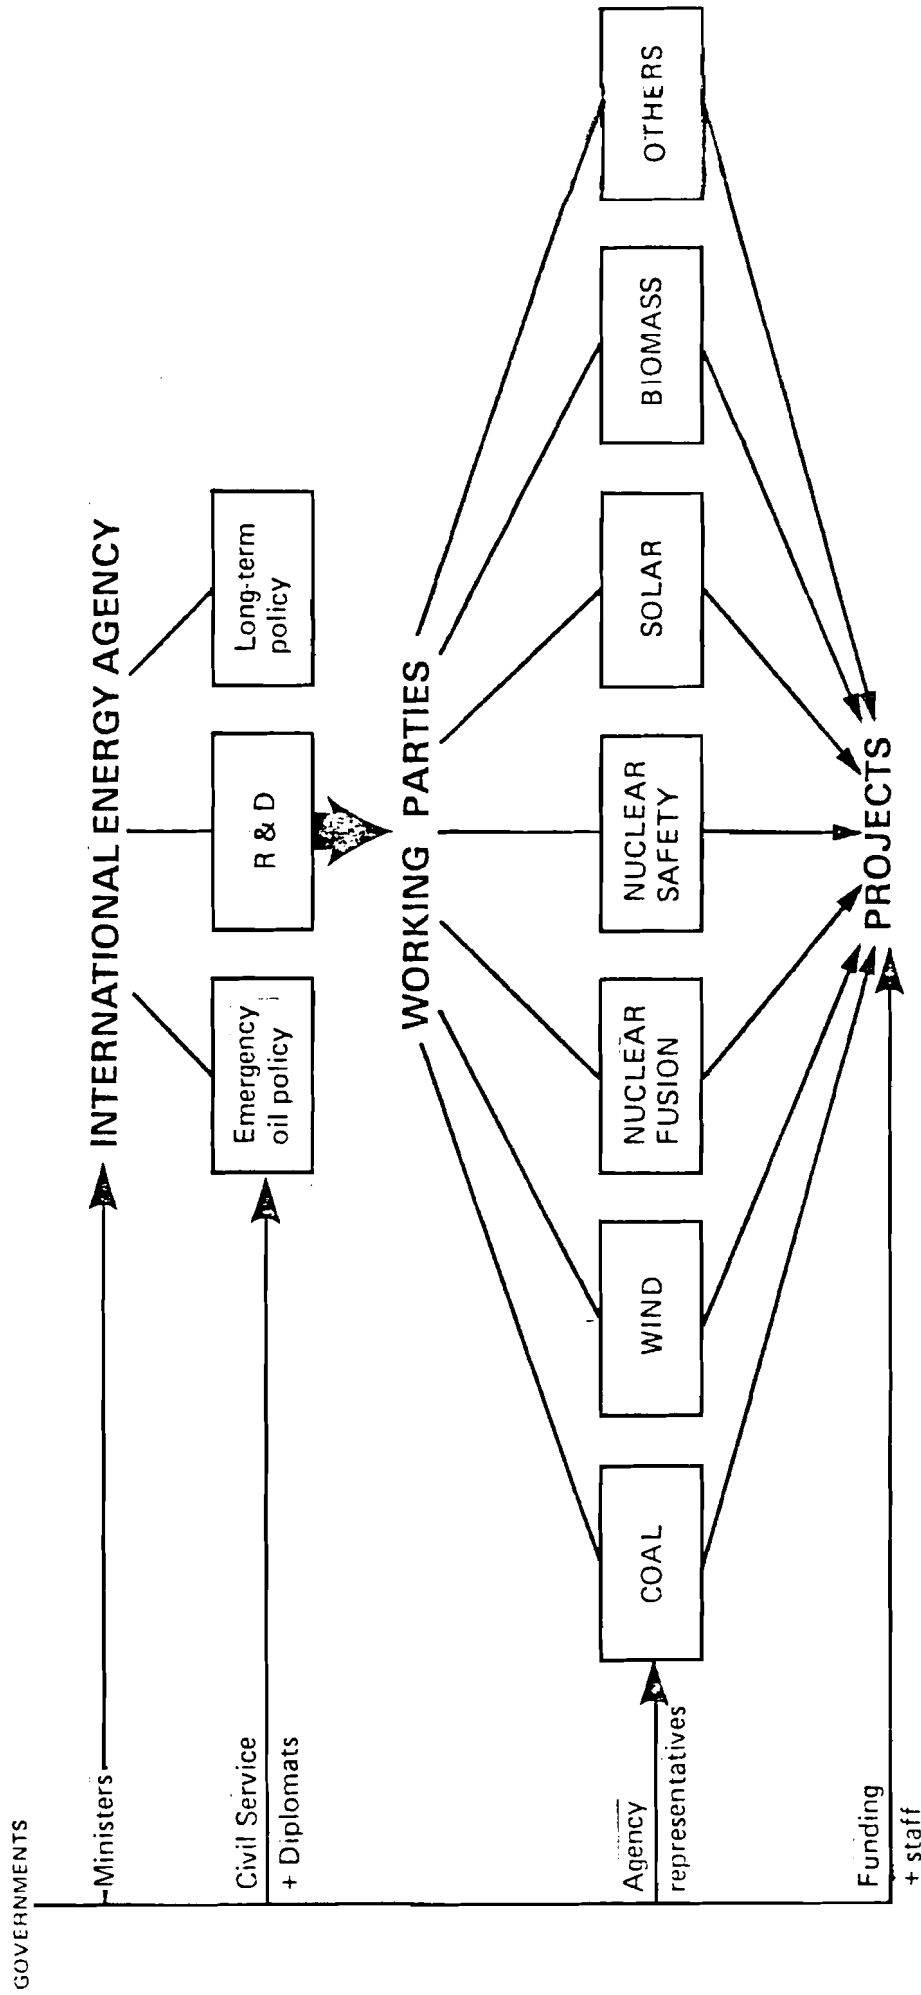 GOVERNMENTS
Ministers
INTERNATIONAL ENERGY AGENCY
Civil Service
+ Diplomats
Emergency
oil policy
R & D
Long-term
policy
WORKING PARTIES
Agency
representatives
COAL
WIND
NUCLEAR
FUSION
NUCLEAR
SAFETY
SOLAR
BIOMASS
OTHERS
Funding
+ staff
PROJECTS